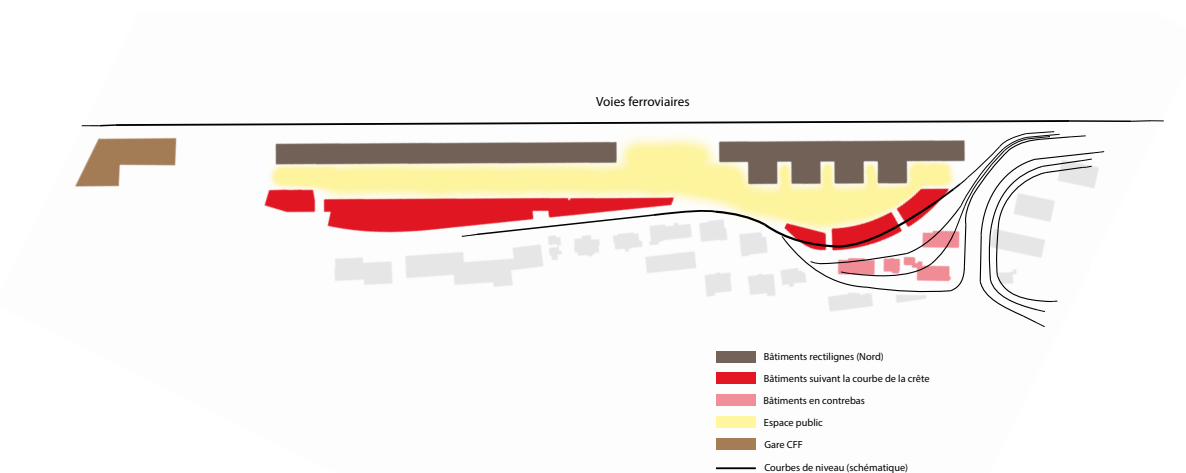 Voies ferroviaires
Bâtiments rectilignes (Nord)
Bâtiments suivant la courbe de la crête
Bâtiments en contrebas
Espace public
Gare CFF
Courbes de niveau (schématique)